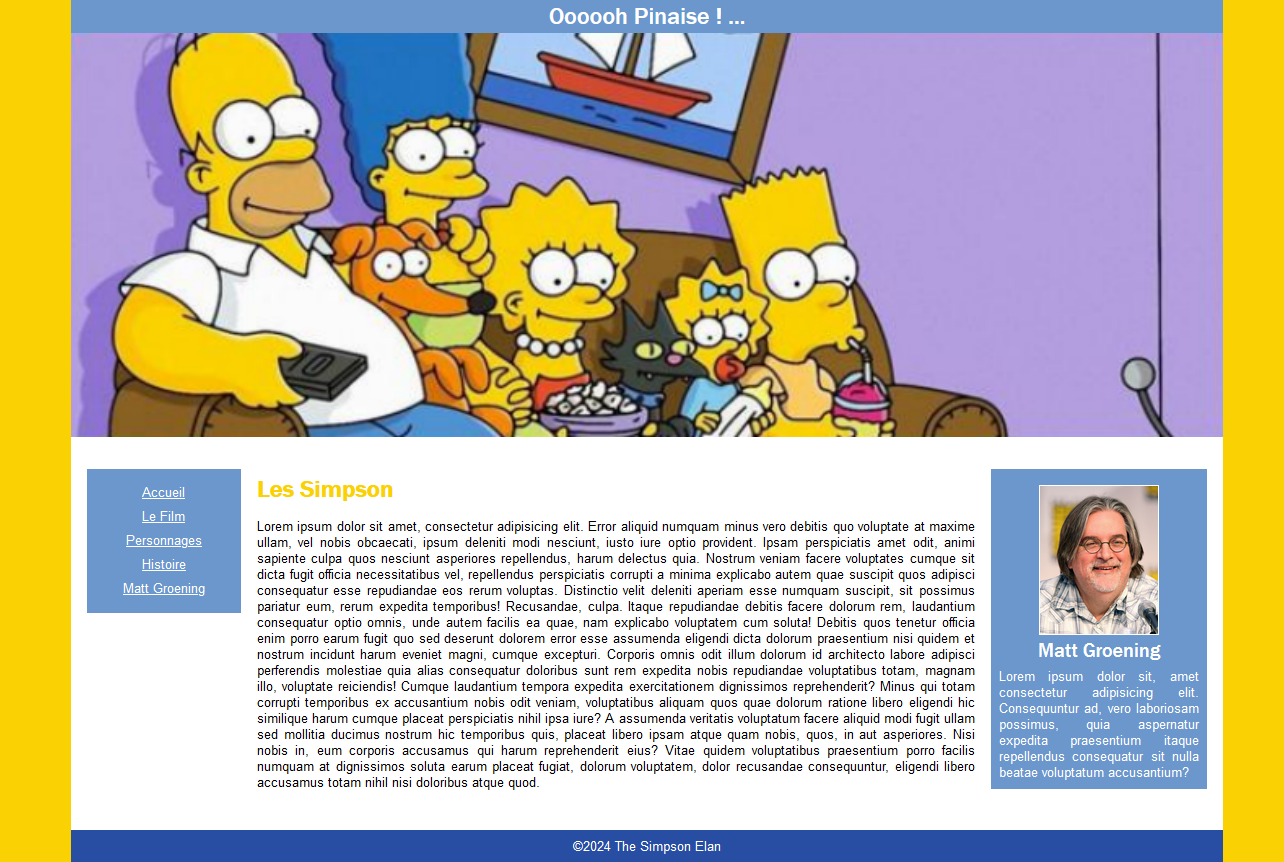 Oooooh Pinaise ! ...
Accueil
Le Film
Personnages
Histoire
Matt Groening
Les Simpson
Lorem ipsum dolor sit amet, consectetur adipisicing elit. Error aliquid numquam minus vero debitis quo voluptate at maxime
ullam, vel nobis obcaecati, ipsum deleniti modi nesciunt, iusto iure optio provident. Ipsam perspiciatis amet odit, animi
sapiente culpa quos nesciunt asperiores repellendus, harum delectus quia. Nostrum veniam facere voluptates cumque sit
dicta fugit officia necessitatibus vel, repellendus perspiciatis corrupti a minima explicabo autem quae suscipit quos adipisci
consequatur esse repudiandae eos rerum voluptas. Distinctio velit deleniti aperiam esse numquam suscipit, sit possimus
pariatur eum, rerum expedita temporibus! Recusandae, culpa. Itaque repudiandae debitis facere dolorum rem, laudantium
consequatur optio omnis, unde autem facilis ea quae, nam explicabo voluptatem cum soluta! Debitis quos tenetur officia
enim porro earum fugit quo sed deserunt dolorem error esse assumenda eligendi dicta dolorum praesentium nisi quidem et
nostrum incidunt harum eveniet magni, cumque excepturi. Corporis omnis odit illum dolorum id architecto labore adipisci
perferendis molestiae quia alias consequatur doloribus sunt rem expedita nobis repudiandae voluptatibus totam, magnam
illo, voluptate reiciendis! Cumque laudantium tempora expedita exercitationem dignissimos reprehenderit? Minus qui totam
corrupti temporibus ex accusantium nobis odit veniam, voluptatibus aliquam quos quae dolorum ratione libero eligendi hic
similique harum cumque placeat perspiciatis nihil ipsa iure? A assumenda veritatis voluptatum facere aliquid modi fugit ullam
sed mollitia ducimus nostrum hic temporibus quis, placeat libero ipsam atque quam nobis, quos, in aut asperiores. Nisi
nobis in, eum corporis accusamus qui harum reprehenderit eius? Vitae quidem voluptatibus praesentium porro facilis
numquam at dignissimos soluta earum placeat fugiat, dolorum voluptatem, dolor recusandae consequuntur, eligendi libero
accusamus totam nihil nisi doloribus atque quod.
Matt Groening
Lorem ipsum dolor sit, amet
consectetur adipisicing elit.
Consequuntur ad, vero laboriosam
possimus, quia aspernatur
expedita praesentium itaque
repellendus consequatur sit nulla
beatae voluptatum accusantium?
©2024 The Simpson Elan